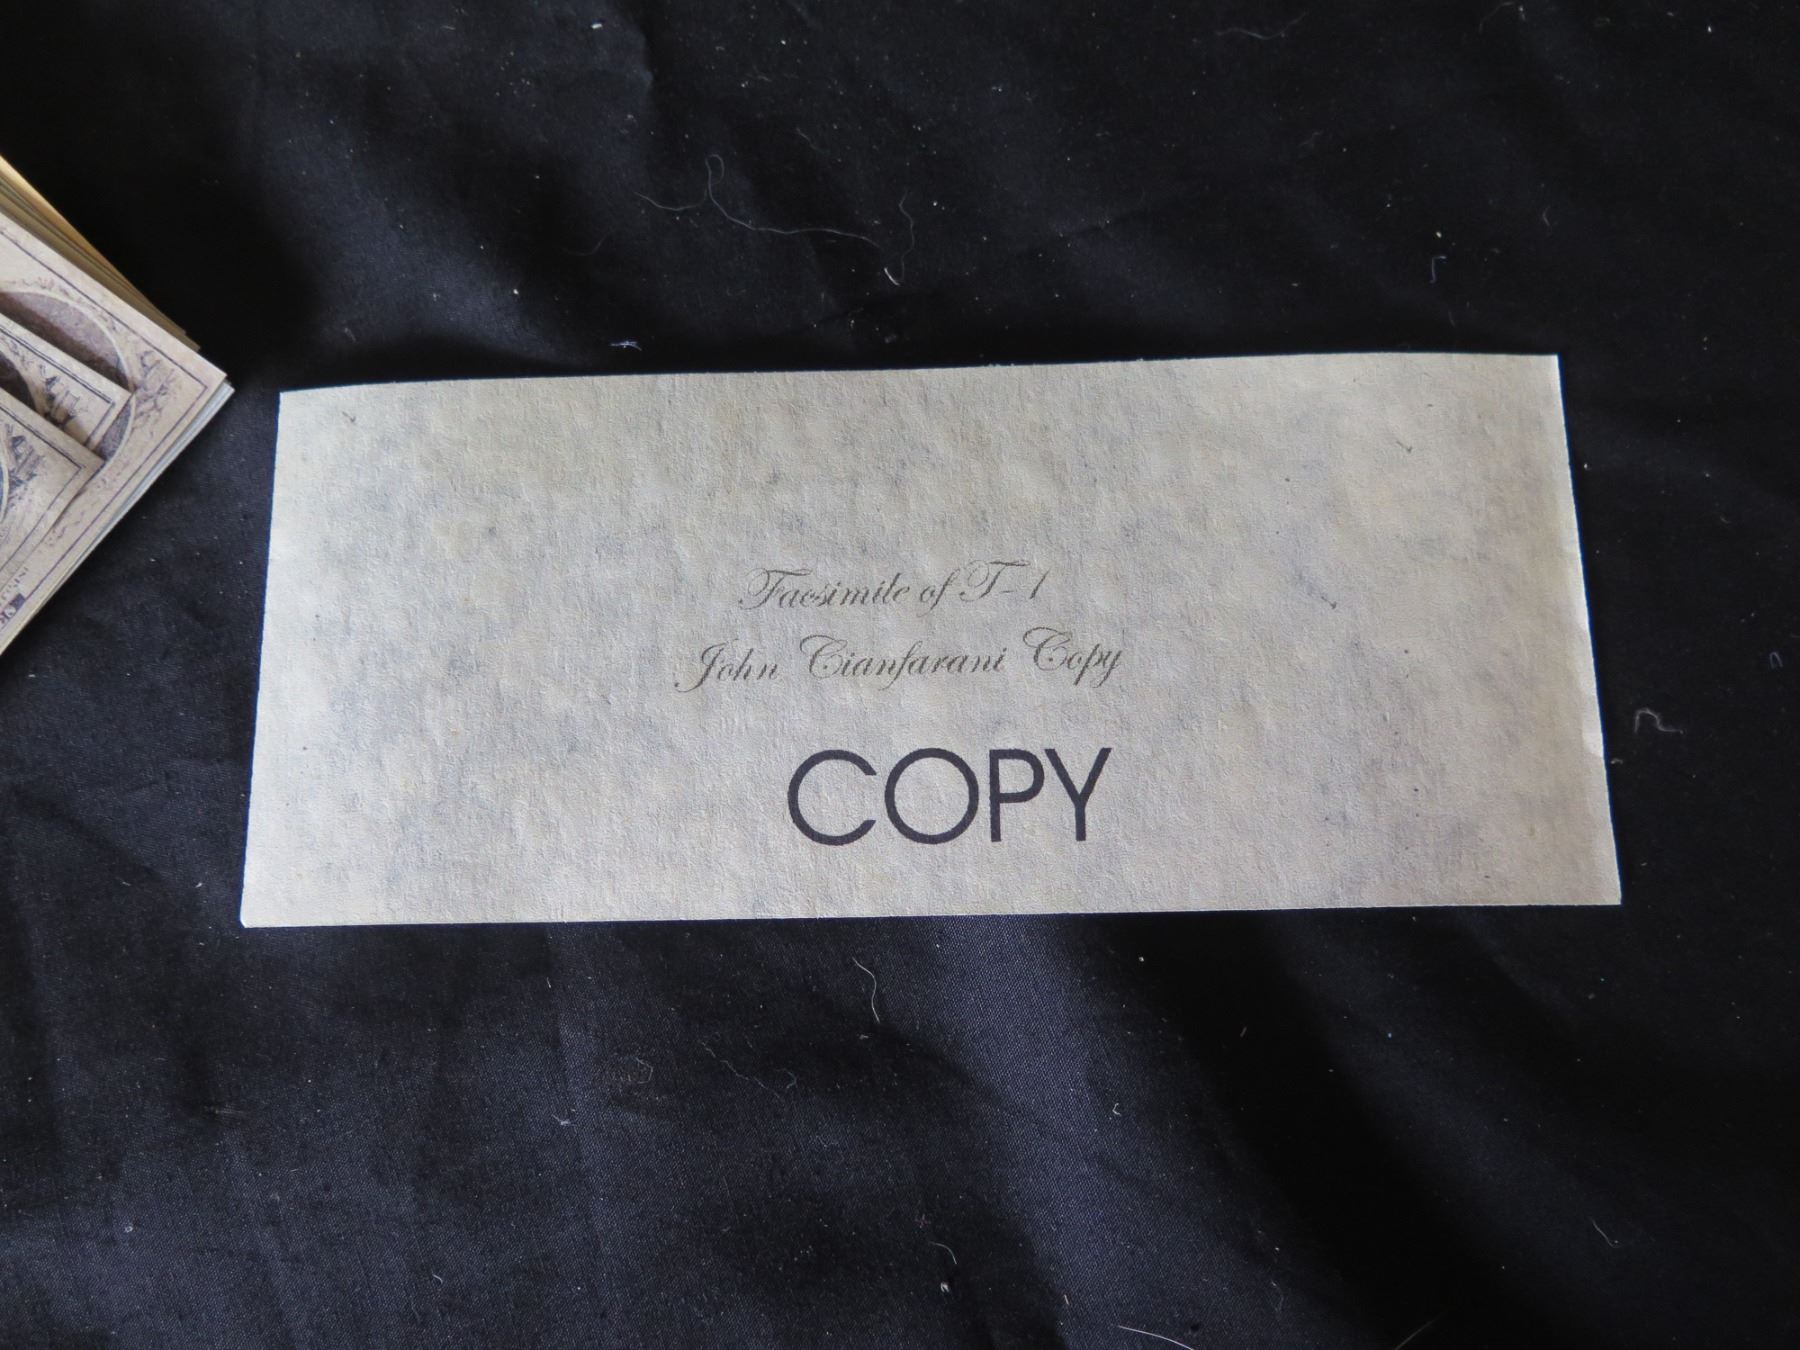 Facsimile of T-1
John Cianfarani Copy
COPY